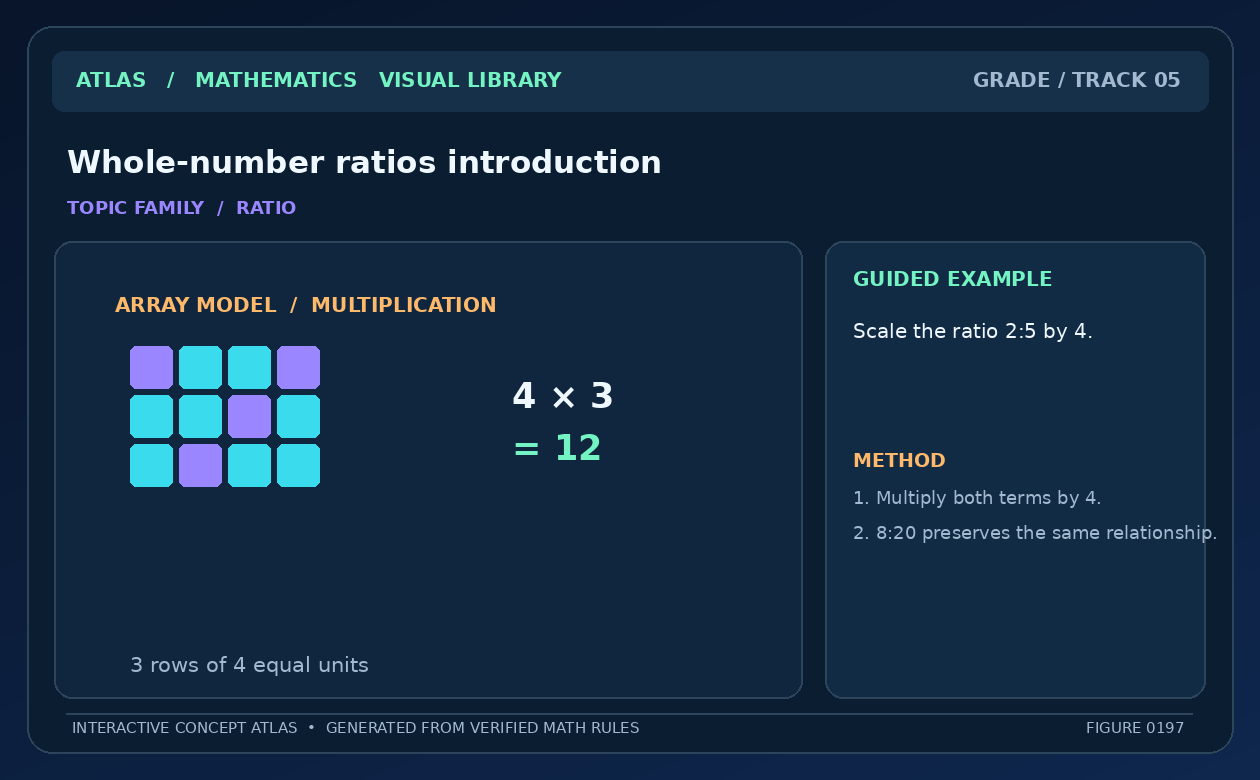 ATLAS / MATHEMATICS VISUAL LIBRARY
GRADE / TRACK 05
Whole-number ratios introduction
TOPIC FAMILY / RATIO
ARRAY MODEL / MULTIPLICATION
4 × 3
= 12
3 rows of 4 equal units
GUIDED EXAMPLE
Scale the ratio 2:5 by 4.
METHOD
1. Multiply both terms by 4.
2. 8:20 preserves the same relationship.
INTERACTIVE CONCEPT ATLAS • GENERATED FROM VERIFIED MATH RULES
FIGURE 0197